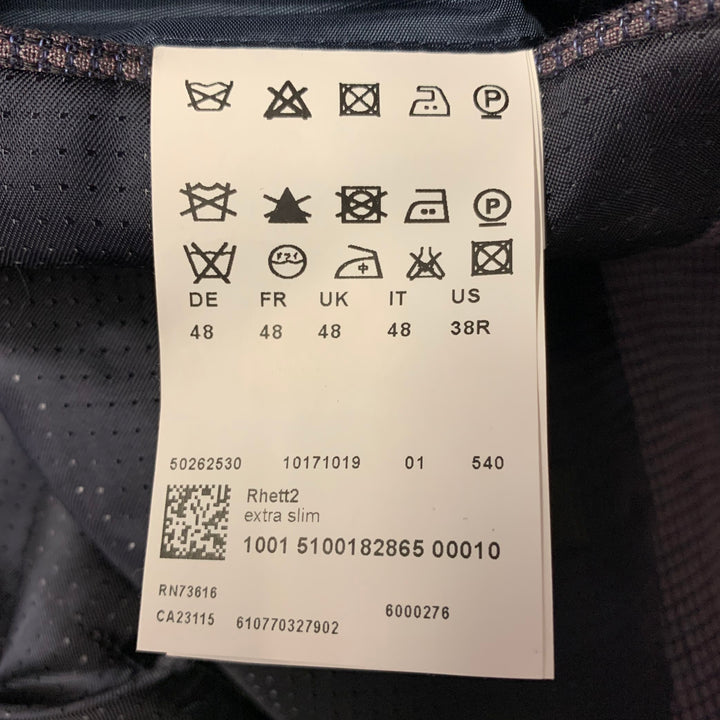 P
P
DE FR UK IT US
48 48 48 48 38R
50262530 10171019 01 540
Rhett2
extra slim
1001 5100182865 00010
RN73616
CA23115 610770327902 6000276